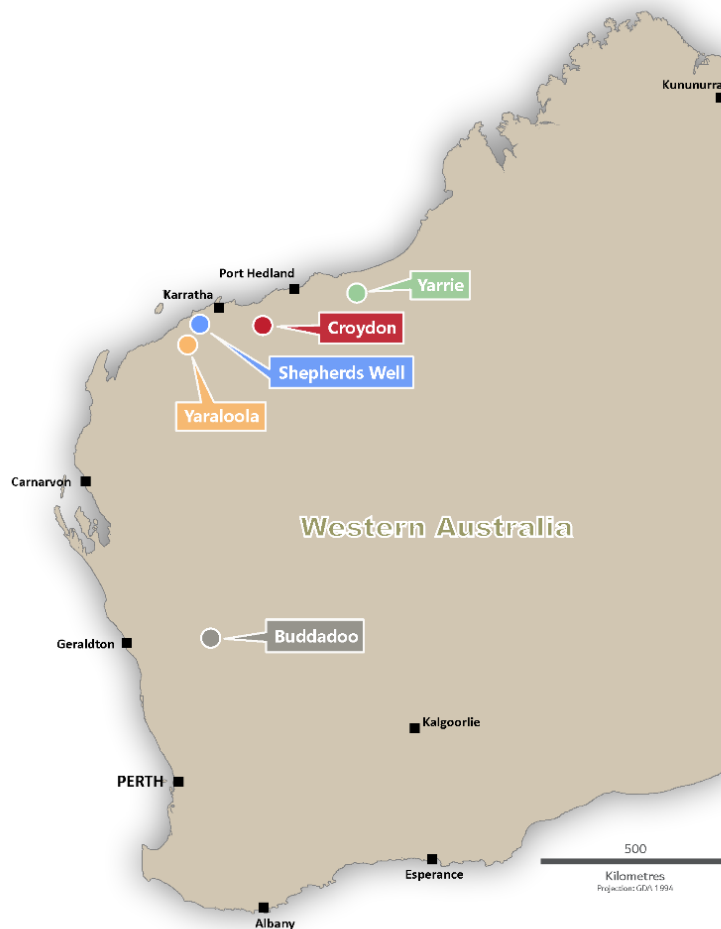 Kununurra
Port Hedland
Yarrie
Karratha
Croydon
Shepherds Well
Yaraloola
Carnarvon
Western Australia
Buddadoo
Geraldton
Kalgoorlie
PERTH
500
Kilometres
Projection: GDA 1994
Esperance
Albany